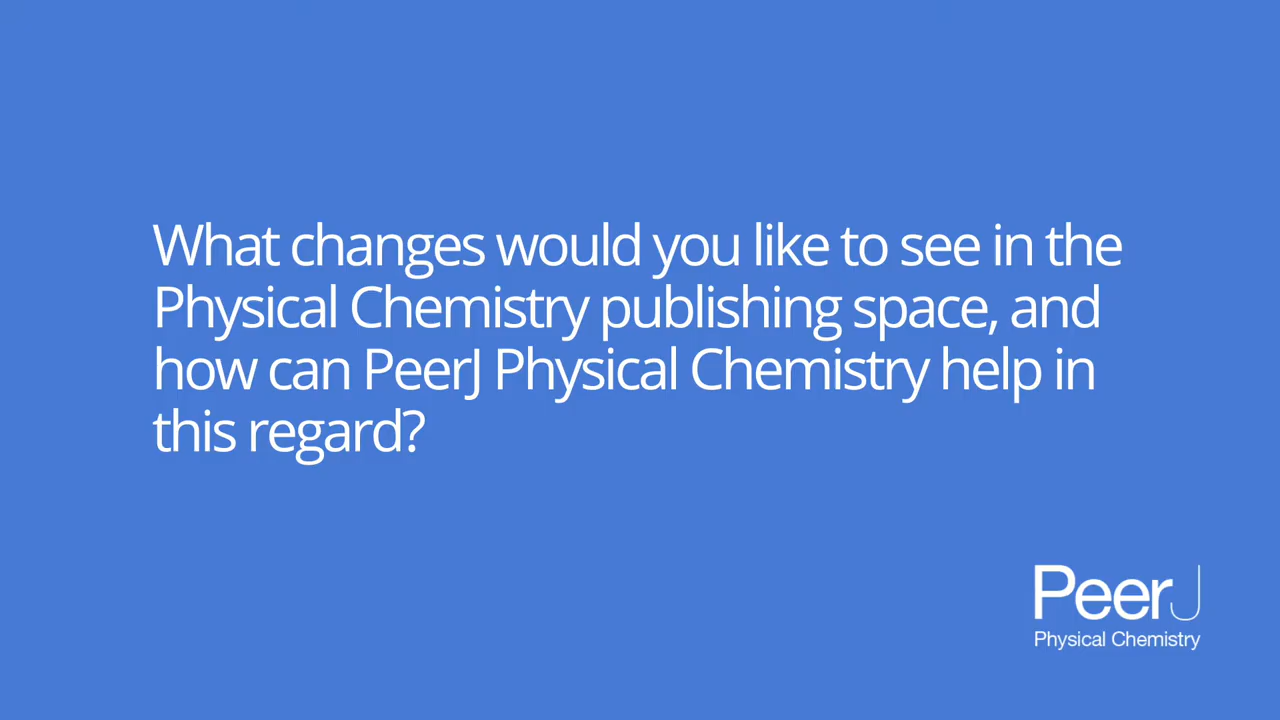 What changes would you like to see in the
Physical Chemistry publishing space, and
how can PeerJ Physical Chemistry help in
this regard?
PeerJ
Physical Chemistry